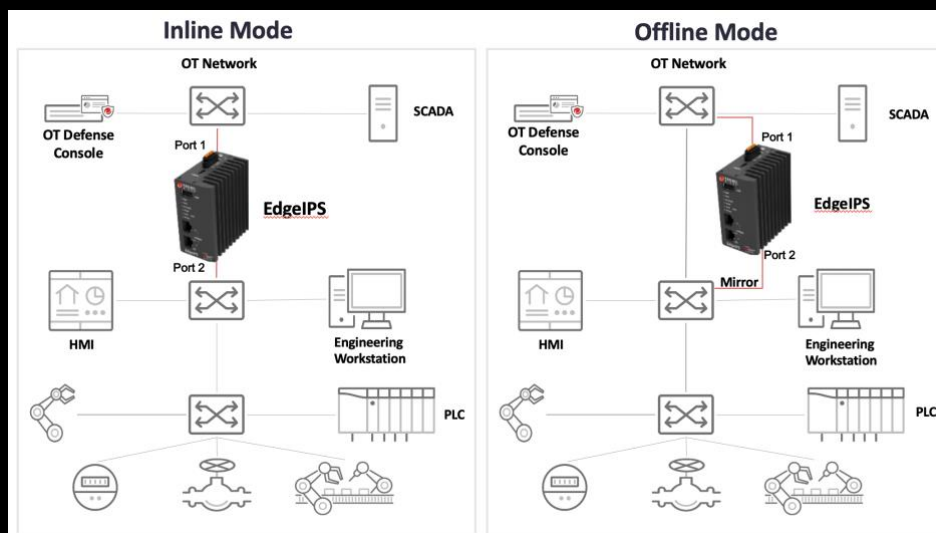 Inline Mode
OT Network
OT Defense
Console
SCADA
Port 1
EdgeIPS
Port 2
HMI
Engineering
Workstation
PLC
Offline Mode
OT Network
OT Defense
Console
SCADA
Port 1
EdgeIPS
Port 2
Mirror
HMI
Engineering
Workstation
PLC